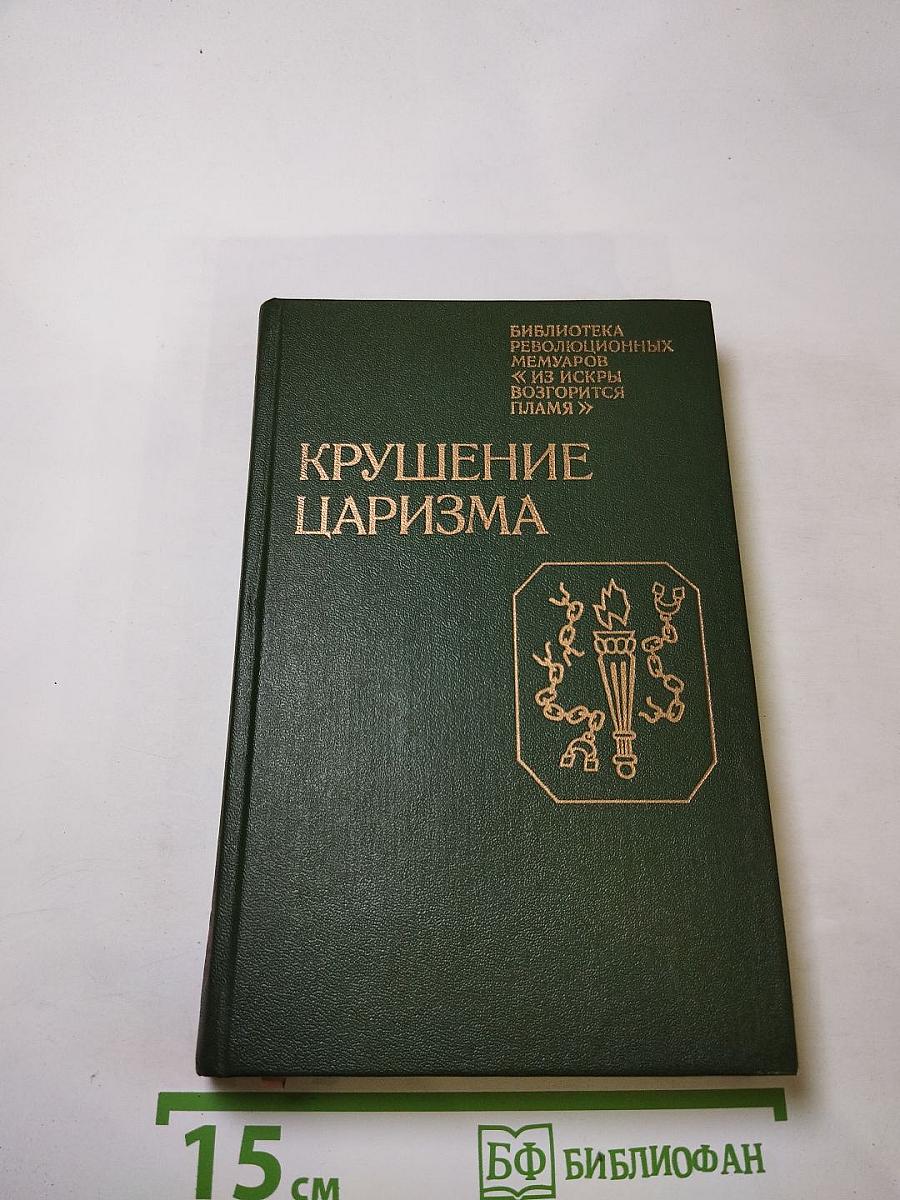 БИБЛИОТЕКА
РЕВОЛЮЦИОННЫХ
МЕМУАРОВ
«ИЗ ИСКРЫ
ВОЗГОРИТСЯ
ПЛАМЯ»
КРУШЕНИЕ
ЦАРИЗМА
15 см
БФ БИБЛИОФАН